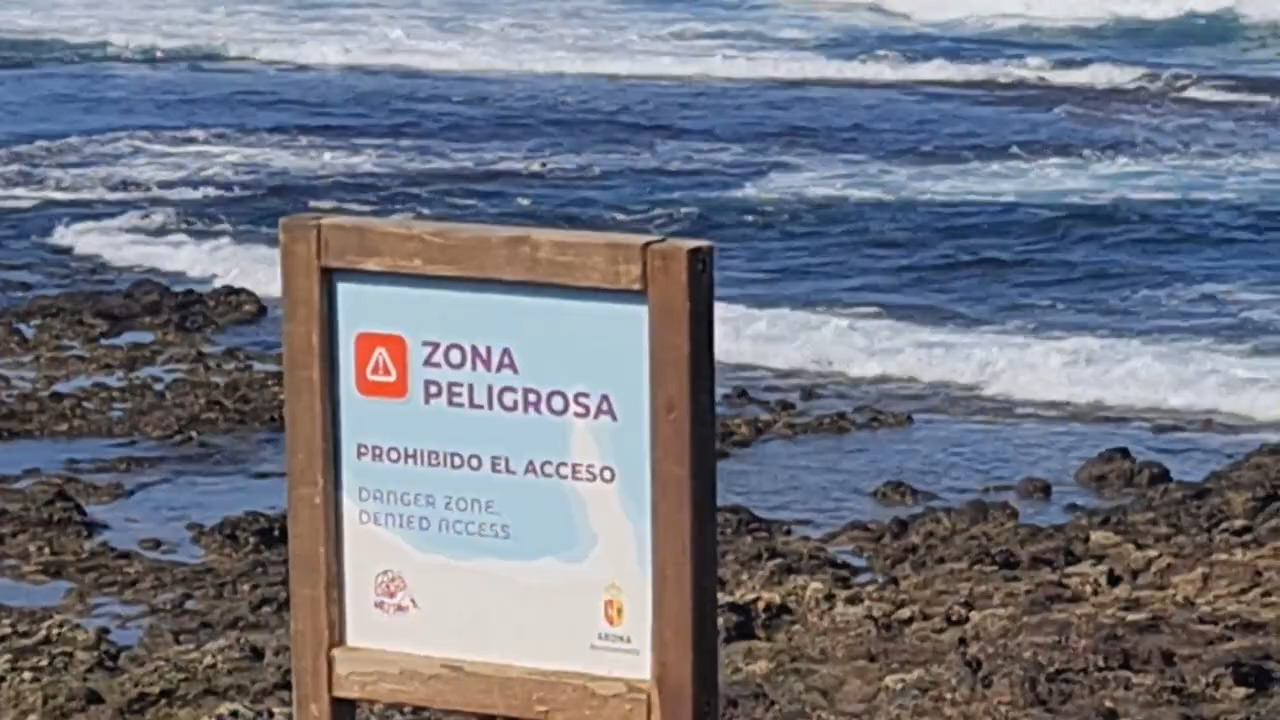 ZONA
PELIGROSA
PROHIBIDO EL ACCESO
DANGER ZONE,
DENIED ACCESS
ARONA